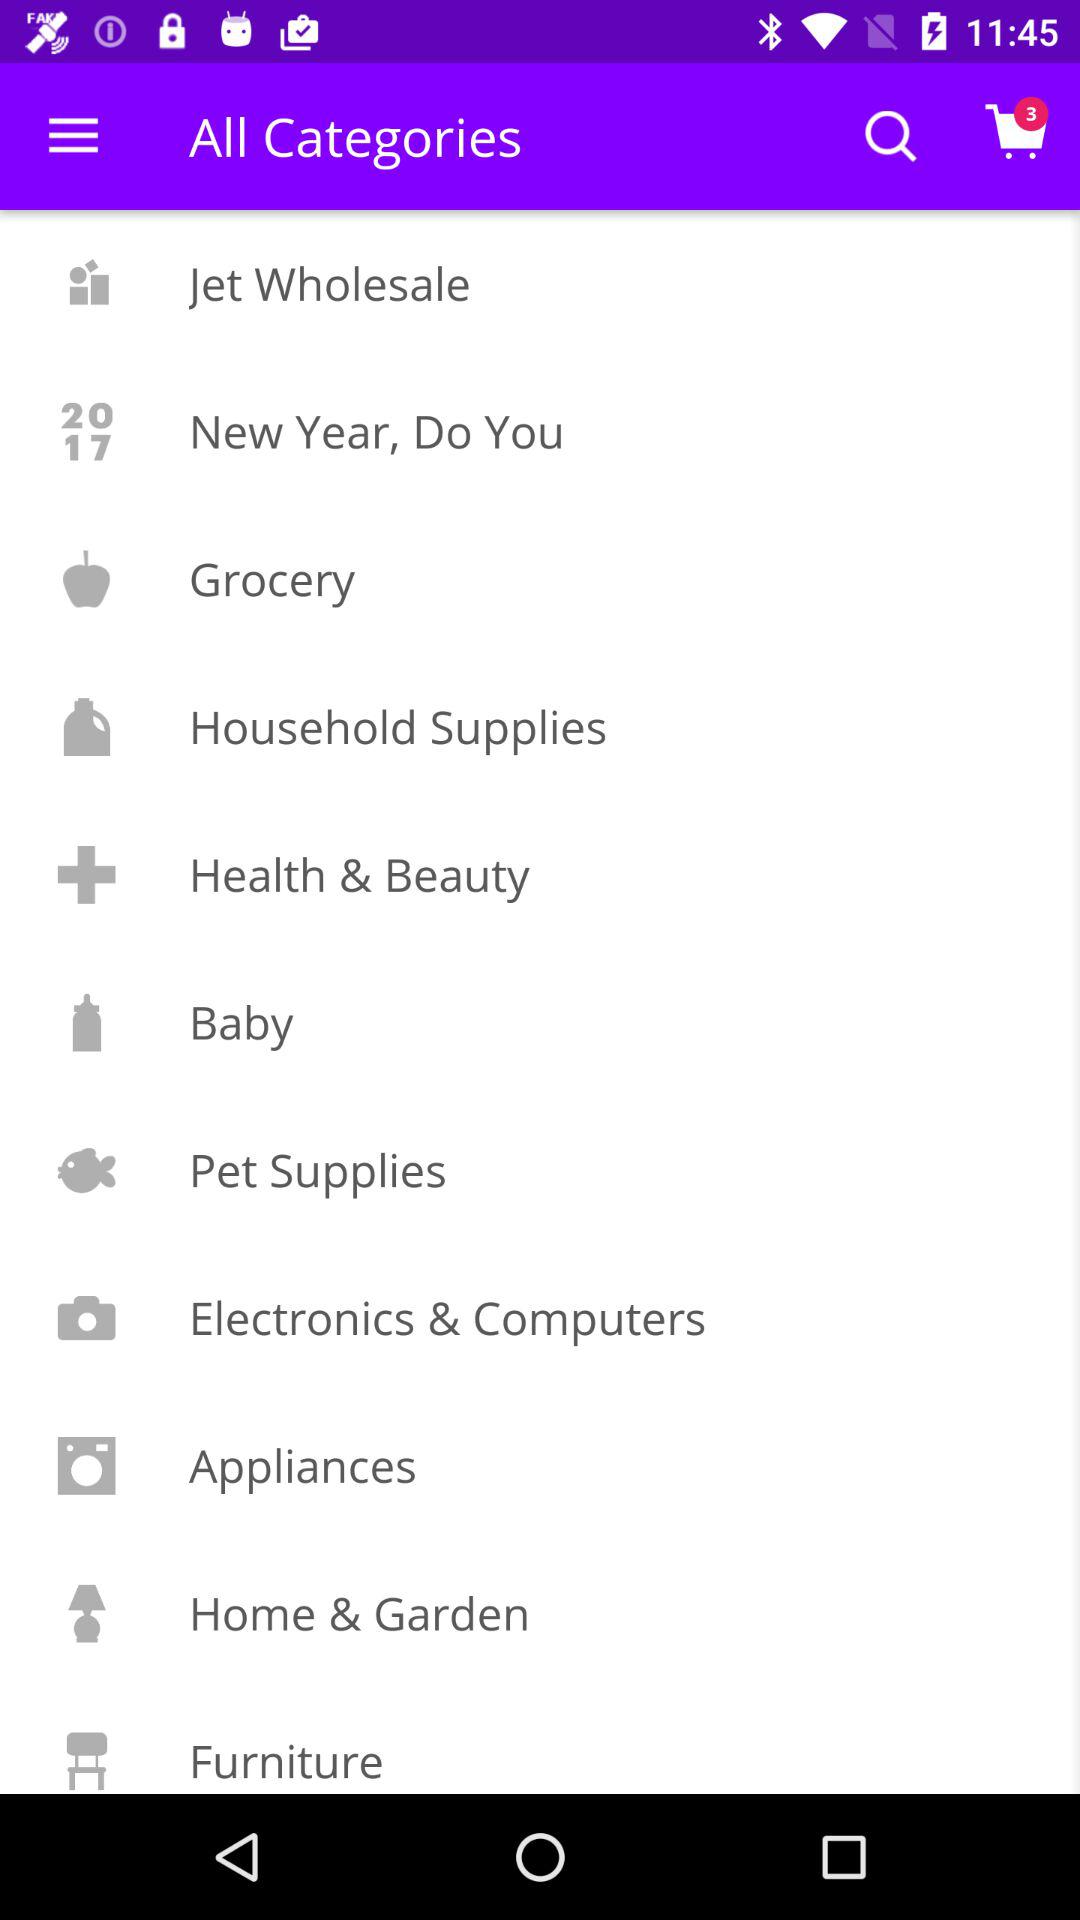 FAKE
11:45
All Categories
3
Jet Wholesale
20
17
New Year, Do You
Grocery
Household Supplies
Health & Beauty
Baby
Pet Supplies
Electronics & Computers
Appliances
Home & Garden
Furniture